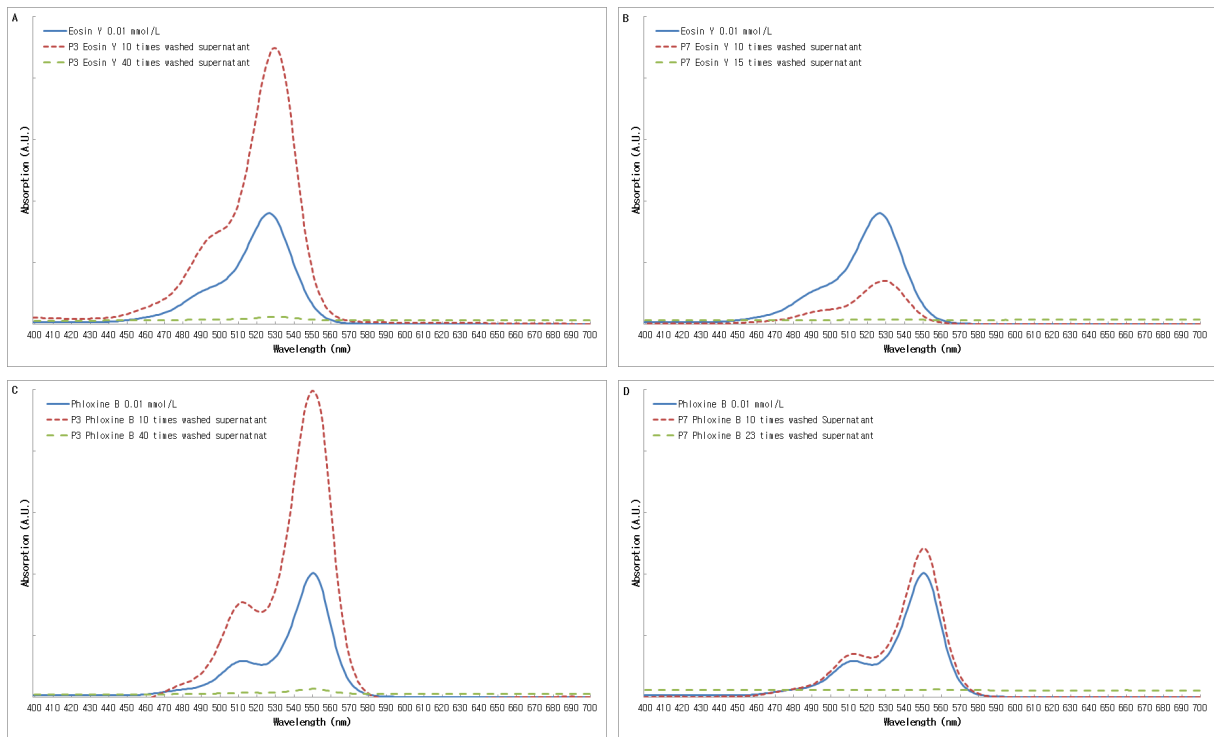 A
Eosin Y 0.01 mmol/L
P3 Eosin Y 10 times washed supernatant
P3 Eosin Y 40 times washed supernatant
Absorption (A.U.)
400 410 420 430 440 450 460 470 480 490 500 510 520 530 540 550 560 570 580 590 600 610 620 630 640 650 660 670 680 690 700
Wavelength (nm)
B
Eosin Y 0.01 mmol/L
P7 Eosin Y 10 times washed supernatant
P7 Eosin Y 15 times washed supernatant
Absorption (A.U.)
400 410 420 430 440 450 460 470 480 490 500 510 520 530 540 550 560 570 580 590 600 610 620 630 640 650 660 670 680 690 700
Wavelength (nm)
C
Phloxine B 0.01 mmol/L
P3 Phloxine B 10 times washed supernatant
P3 Phloxine B 40 times washed supernatnat
Absorption (A.U.)
400 410 420 430 440 450 460 470 480 490 500 510 520 530 540 550 560 570 580 590 600 610 620 630 640 650 660 670 680 690 700
Wavelength (nm)
D
Phloxine B 0.01 mmol/L
P7 Phloxine B 10 times washed Supernatant
P7 Phloxine B 23 times washed supernatant
Absorption (A.U.)
400 410 420 430 440 450 460 470 480 490 500 510 520 530 540 550 560 570 580 590 600 610 620 630 640 650 660 670 680 690 700
Wavelength (nm)